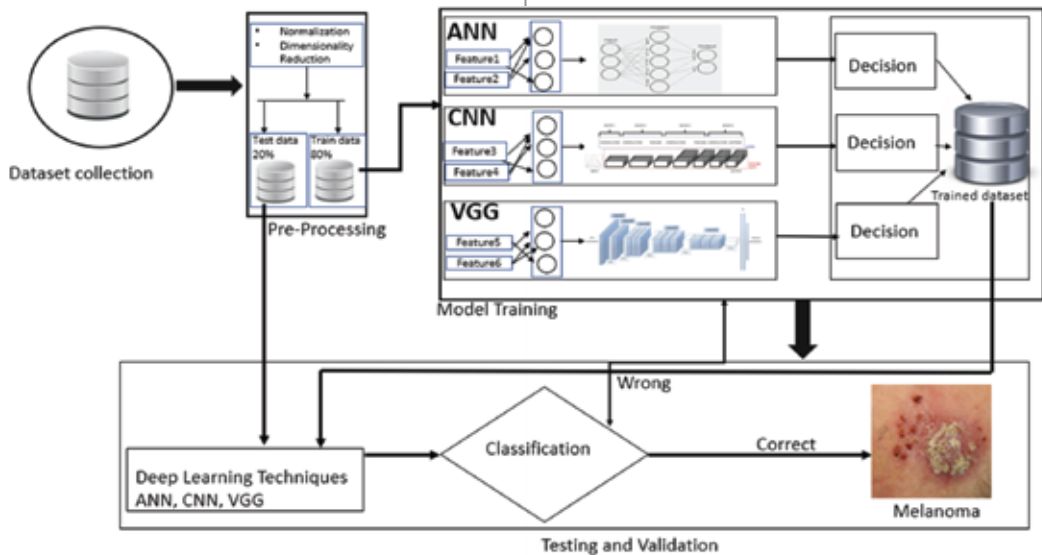 Dataset collection
• Normalization
• Dimensionality
Reduction
Test data
20%
Train data
80%
Pre-Processing
ANN
Feature1
Feature2
CNN
Feature3
Feature4
VGG
Feature5
Feature6
Decision
Decision
Decision
Trained dataset
Model Training
Deep Learning Techniques
ANN, CNN, VGG
Classification
Wrong
Correct
Melanoma
Testing and Validation